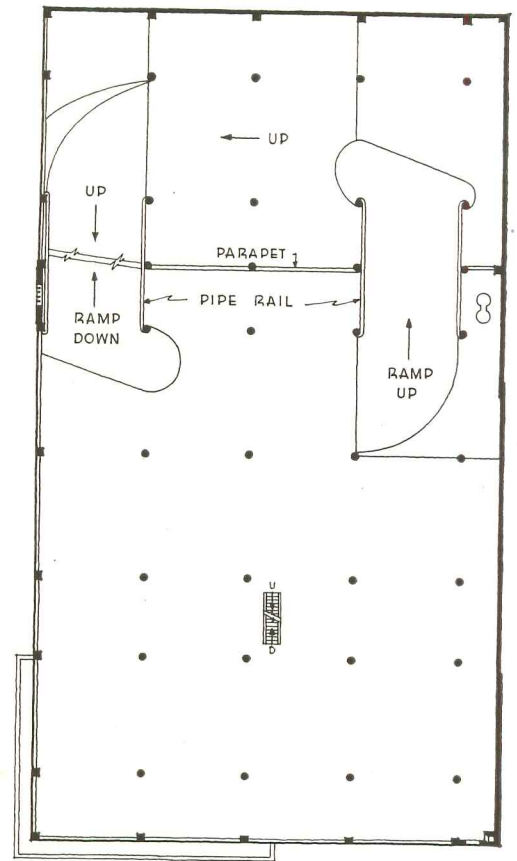 UP
UP
PARAPET
PIPE RAIL
RAMP
DOWN
RAMP
UP
U
D